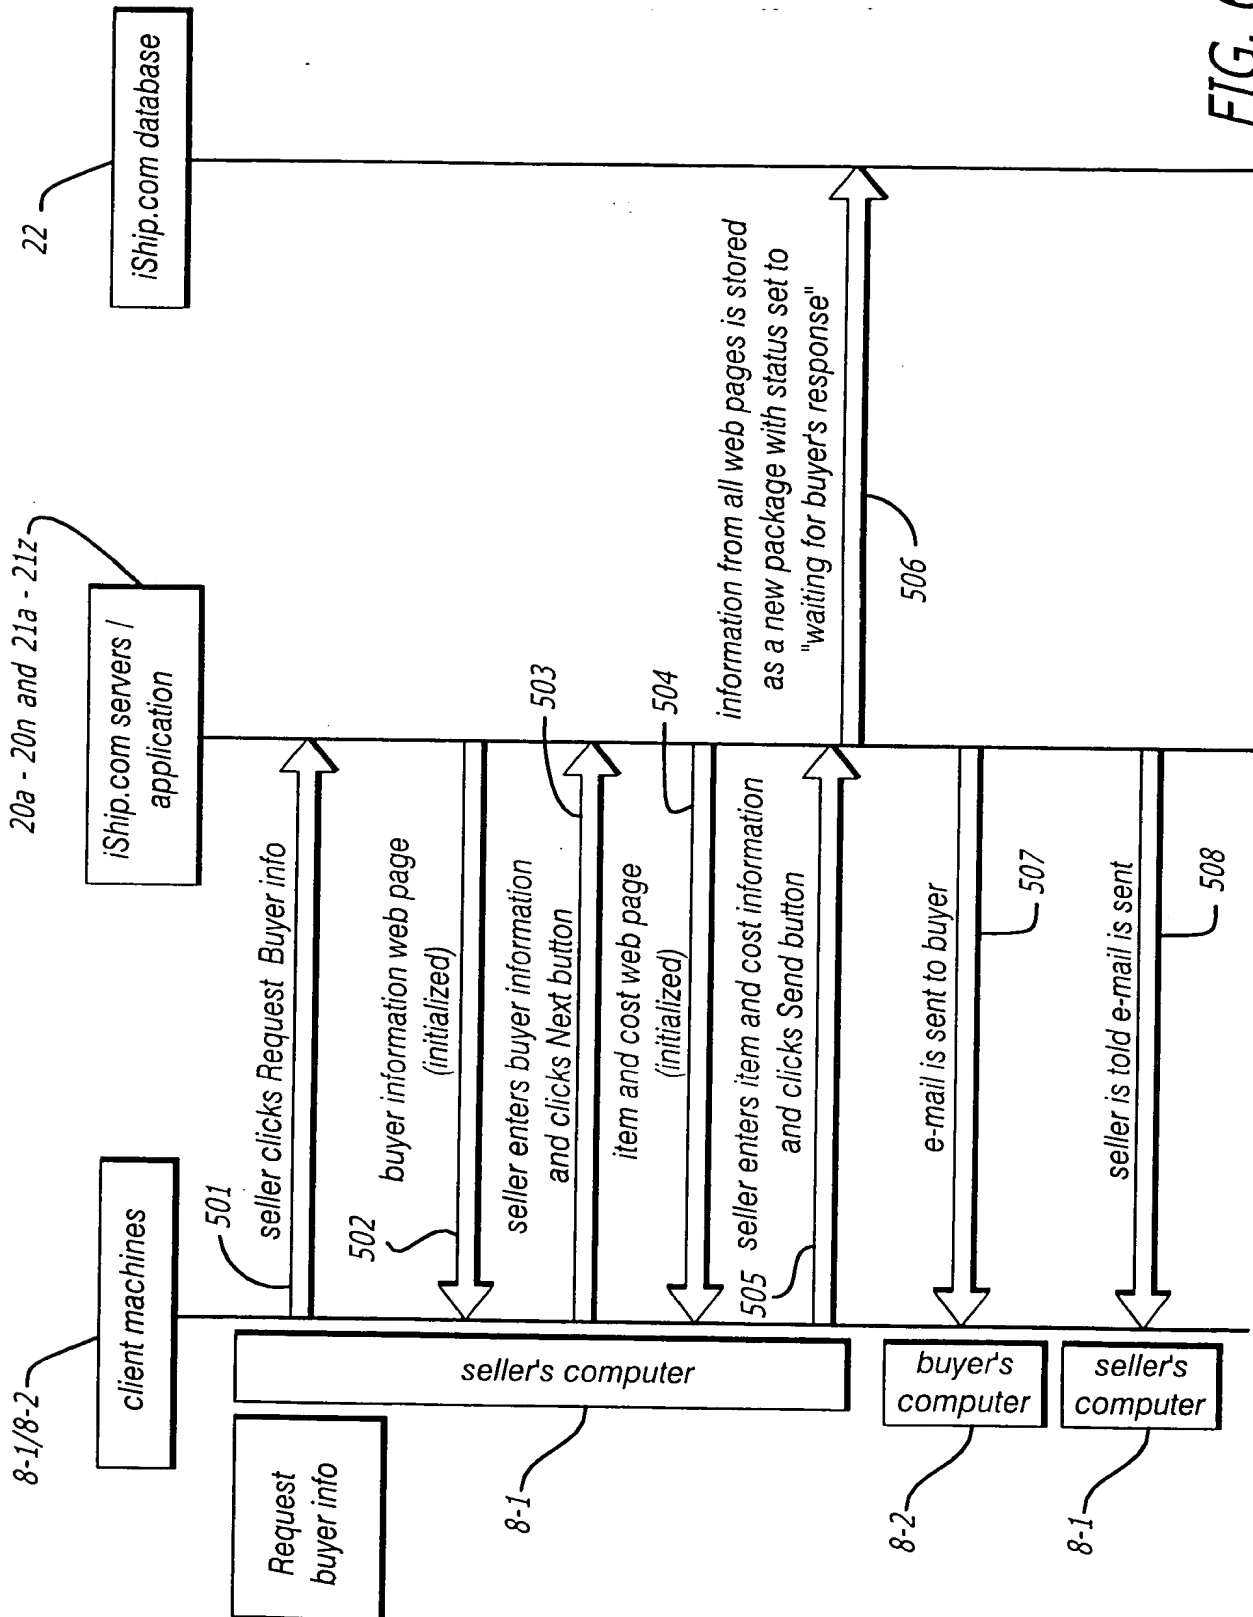 8-1/8-2
client machines
20a - 20n and 21a - 21z
iShip.com servers /
application
22
iShip.com database
Request
buyer info
seller's computer
8-1
501
seller clicks Request Buyer info
502
buyer information web page
(initialized)
seller enters buyer information
and clicks Next button
503
item and cost web page
(initialized)
504
505
seller enters item and cost information
and clicks Send button
information from all web pages is stored
as a new package with status set to
"waiting for buyer's response"
506
buyer's
computer
8-2
e-mail is sent to buyer
507
seller's
computer
8-1
seller is told e-mail is sent
508
FIG.